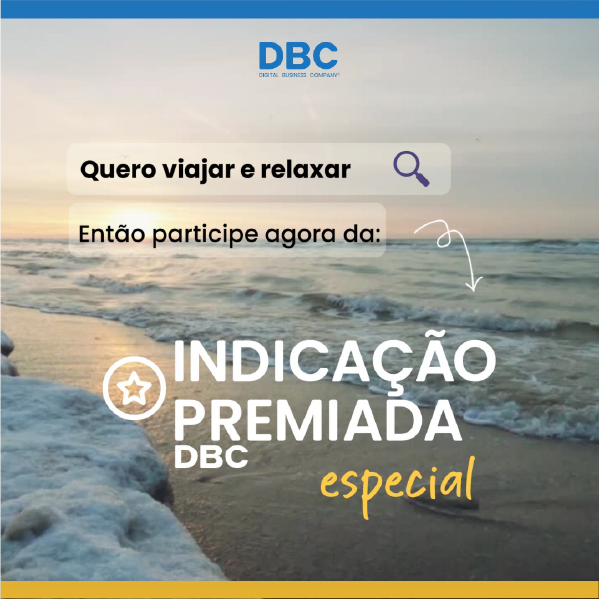 DBC
DIGITAL BUSINESS COMPANY
Quero viajar e relaxar
Então participe agora da:
INDICAÇÃO
PREMIADA
DBC
especial